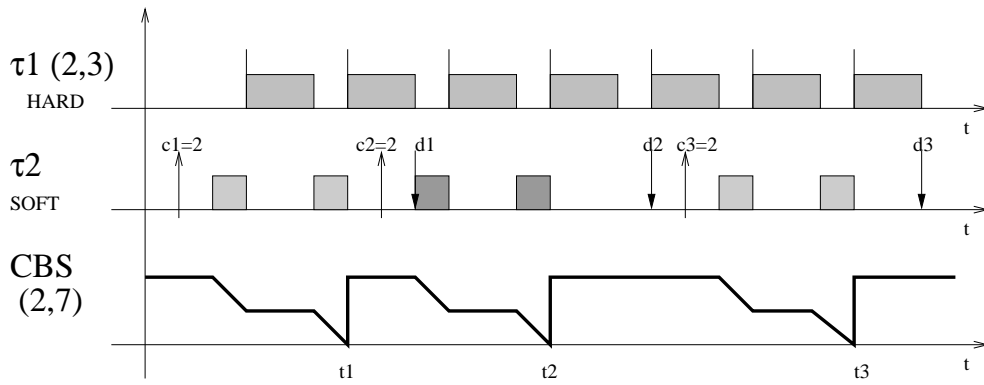 τ1 (2,3)
HARD
t
c1=2
c2=2
d1
d2
c3=2
d3
τ2
SOFT
t
CBS
(2,7)
t1
t2
t3
t